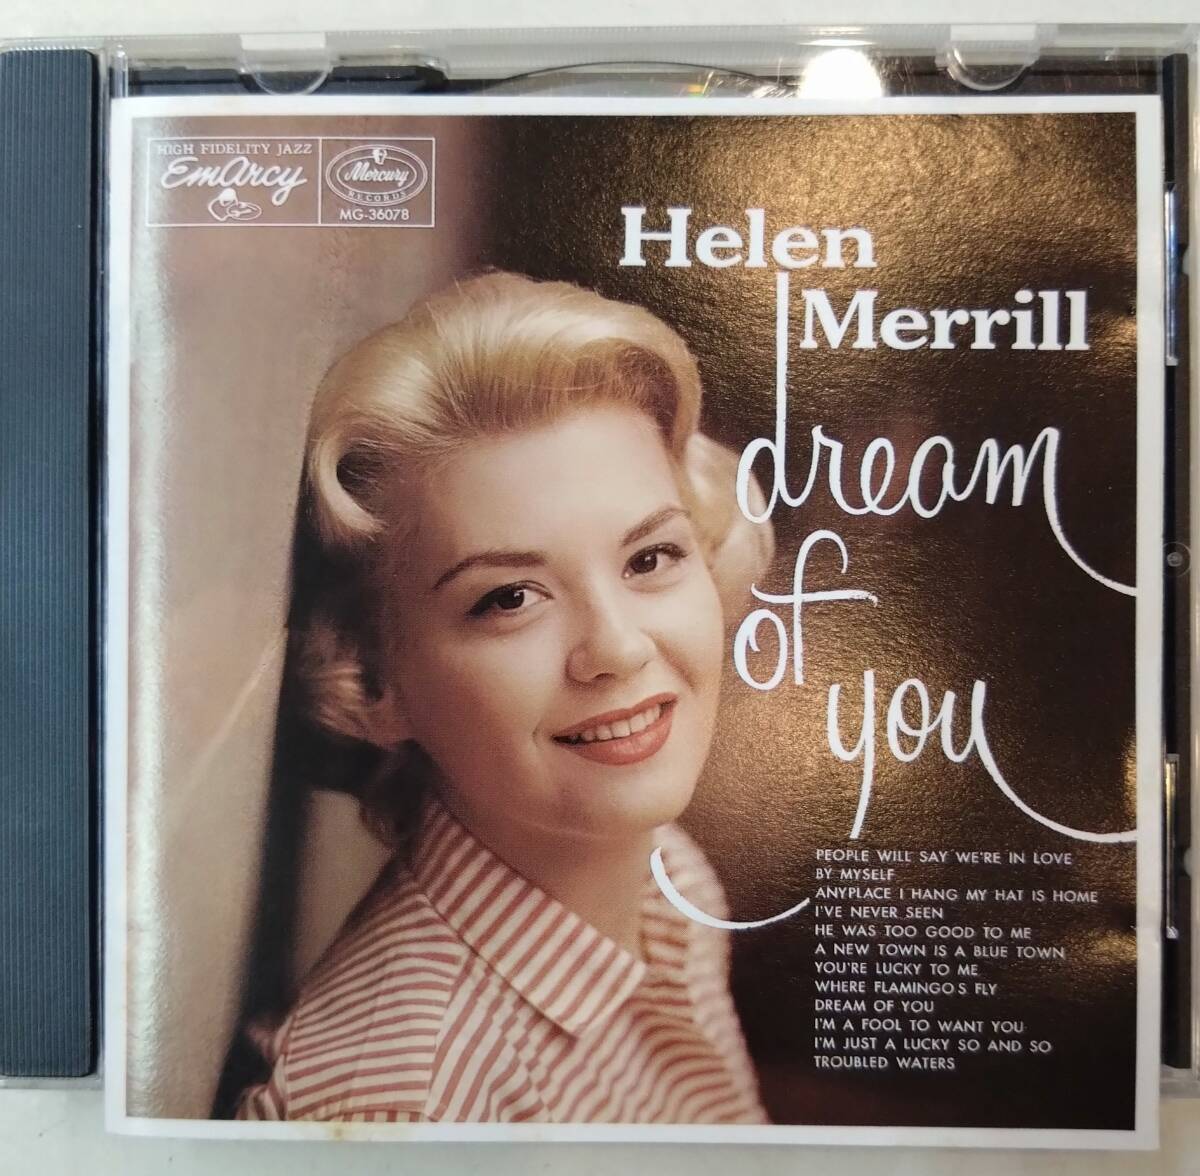 HIGH FIDELITY JAZZ
EmArcy
Mercury
RECORDS
MG-36078
Helen
Merrill
dream
of
you
PEOPLE WILL SAY WE'RE IN LOVE
BY MYSELF
ANYPLACE I HANG MY HAT IS HOME
I'VE NEVER SEEN
HE WAS TOO GOOD TO ME
A NEW TOWN IS A BLUE TOWN
YOU'RE LUCKY TO ME
WHERE FLAMINGOS FLY
DREAM OF YOU
I'M A FOOL TO WANT YOU
I'M JUST A LUCKY SO AND SO
TROUBLED WATERS